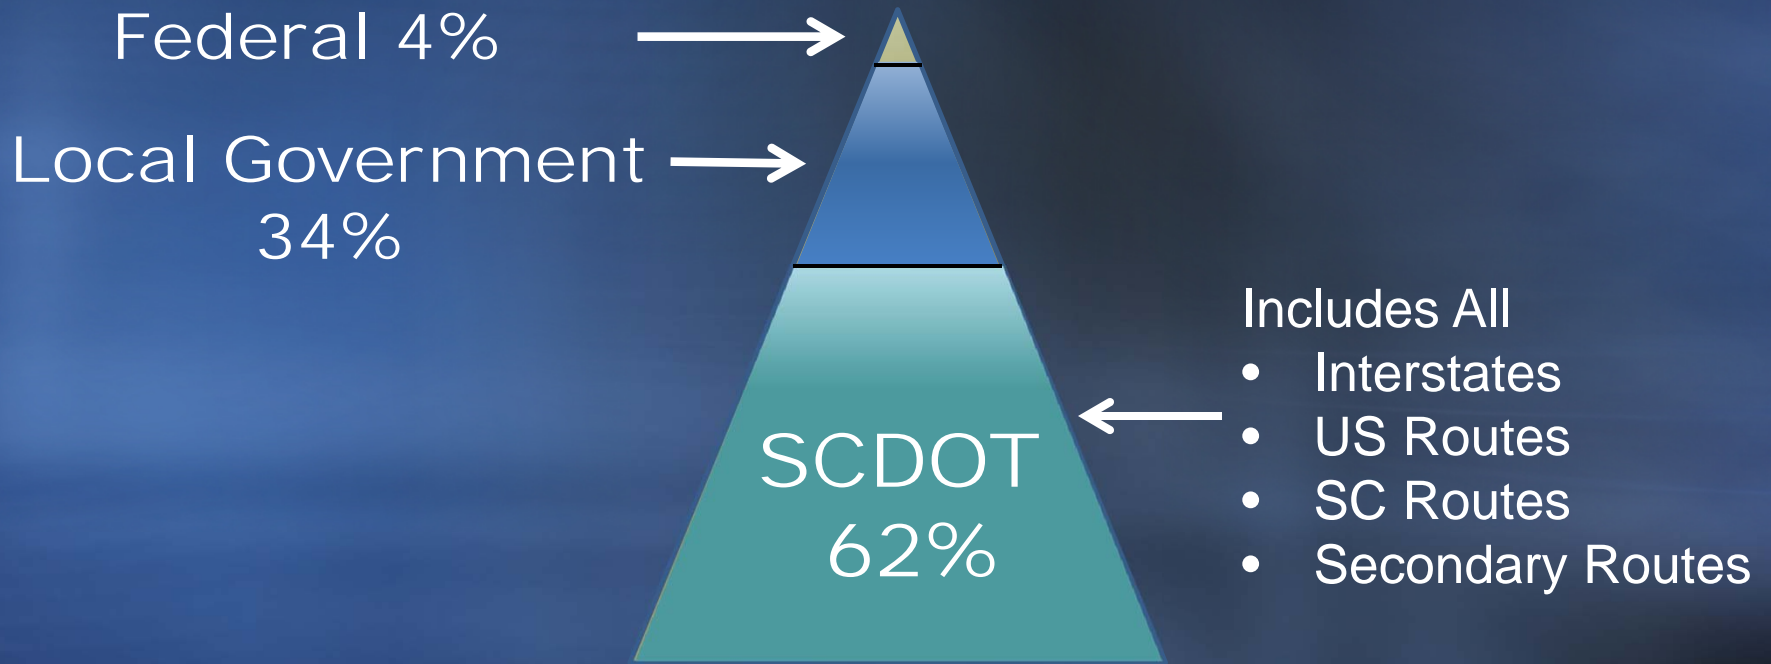 Federal 4%
Local Government
34%
SCDOT
62%
Includes All
• Interstates
• US Routes
• SC Routes
• Secondary Routes